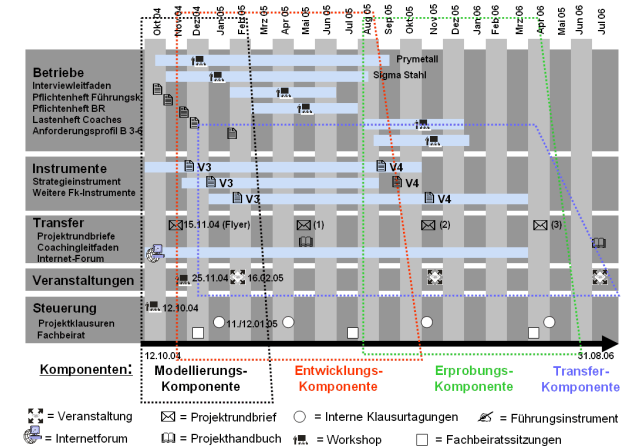 Okt 04 Nov 04 Dez 04 Jan 05 Feb 05 Mrz 05 Apr 05 Mai 05 Jun 05 Jul 05 Aug 05 Sep 05 Okt 05 Nov 05 Dez 05 Jan 06 Feb 06 Mrz 06 Apr 06 Mai 06 Jun 06 Jul 06
Prymetall
Betriebe
Sigma Stahl
Interviewleitfaden
Pflichtenheft Führungsk
Pflichtenheft BR
Lastenheft Coaches
Anforderungsprofil B 3-6
Instrumente V3 V4
Strategieinstrument V3 V4
Weitere Fk-Instrumente V3 V4
Transfer 15.11.04 (Flyer) (1) (2) (3)
Projektrundbriefe
Coachingleitfaden
Internet-Forum
Veranstaltungen 25.11.04 16.02.05
Steuerung 12.10.04
Projektklausuren 11./12.01.05
Fachbeirat
12.10.04 31.08.06
Komponenten: Modellierungs- Entwicklungs- Erprobungs- Transfer-
Komponente Komponente Komponente Komponente
= Veranstaltung = Projektrundbrief = Interne Klausurtagungen = Führungsinstrument
= Internetforum = Projekthandbuch = Workshop = Fachbeiratssitzungen